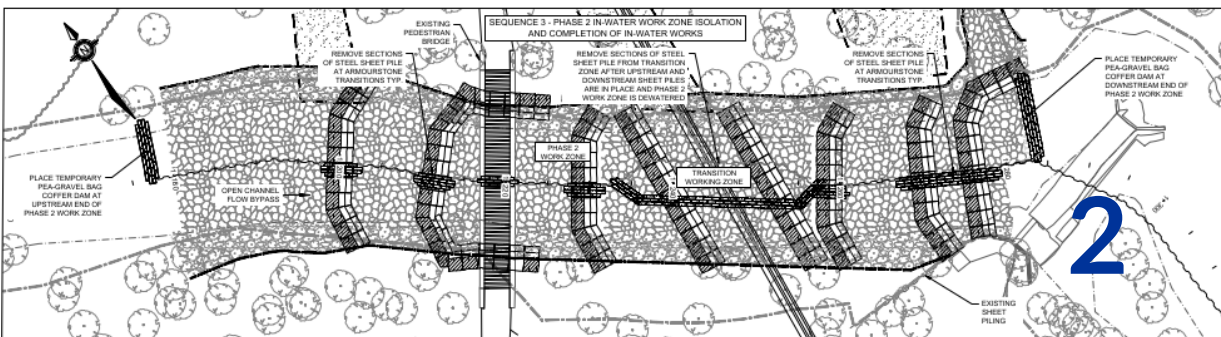 SEQUENCE 3 - PHASE 2 IN-WATER WORK ZONE ISOLATION
AND COMPLETION OF IN-WATER WORKS
EXISTING
PEDESTRIAN
BRIDGE
REMOVE SECTIONS
OF STEEL SHEET PILE
AT ARMOURSTONE
TRANSITIONS TYP.
REMOVE SECTIONS OF STEEL
SHEET PILE FROM TRANSITION
ZONE AFTER UPSTREAM AND
DOWNSTREAM SHEET PILES
ARE IN PLACE AND PHASE 2
WORK ZONE IS DEWATERED
REMOVE SECTIONS
OF STEEL SHEET PILE
AT ARMOURSTONE
TRANSITIONS TYP.
PLACE TEMPORARY
PEA-GRAVEL BAG
COFFER DAM AT
DOWNSTREAM END OF
PHASE 2 WORK ZONE
PHASE 2
WORK ZONE
TRANSITION
WORKING ZONE
PLACE TEMPORARY
PEA-GRAVEL BAG
COFFER DAM AT
UPSTREAM END OF
PHASE 2 WORK ZONE
OPEN CHANNEL
FLOW BYPASS
2
EXISTING
SHEET
PILING